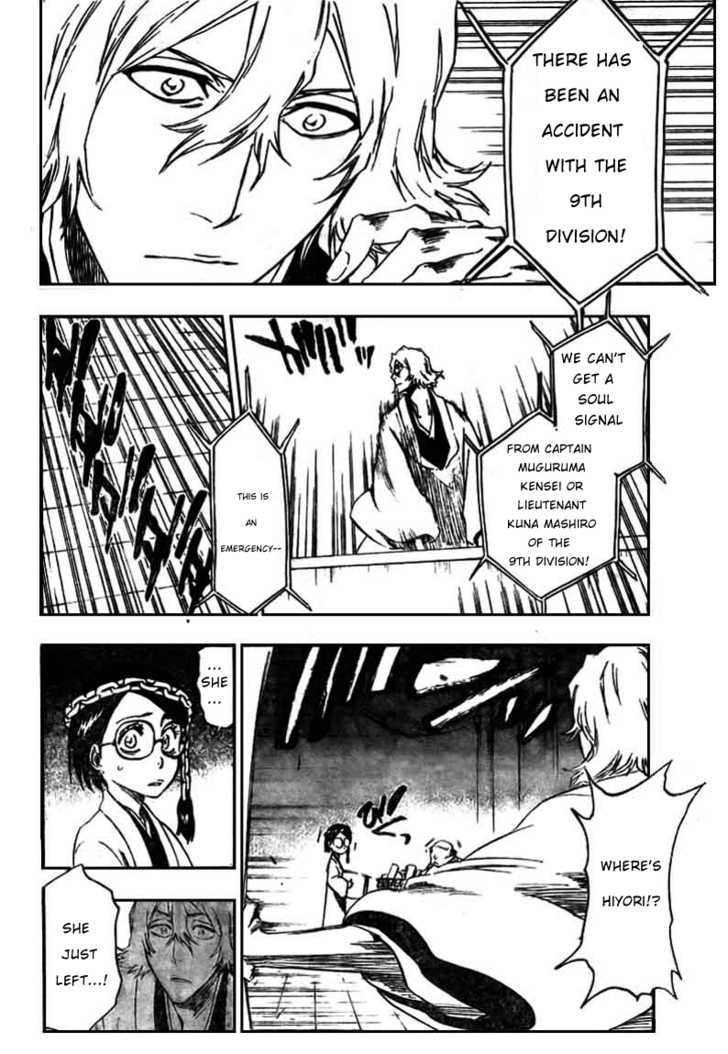 THERE HAS
BEEN AN
ACCIDENT
WITH THE
9TH
DIVISION!
WE CAN'T
GET A
SOUL
SIGNAL
FROM CAPTAIN
MUGURUMA
KENSEI OR
LIEUTENANT
KUNA MASHIRO
OF THE
9TH DIVISION!
THIS IS
AN
EMERGENCY--
WHERE'S
HIYORI!?
...
SHE
...
SHE
JUST
LEFT...!